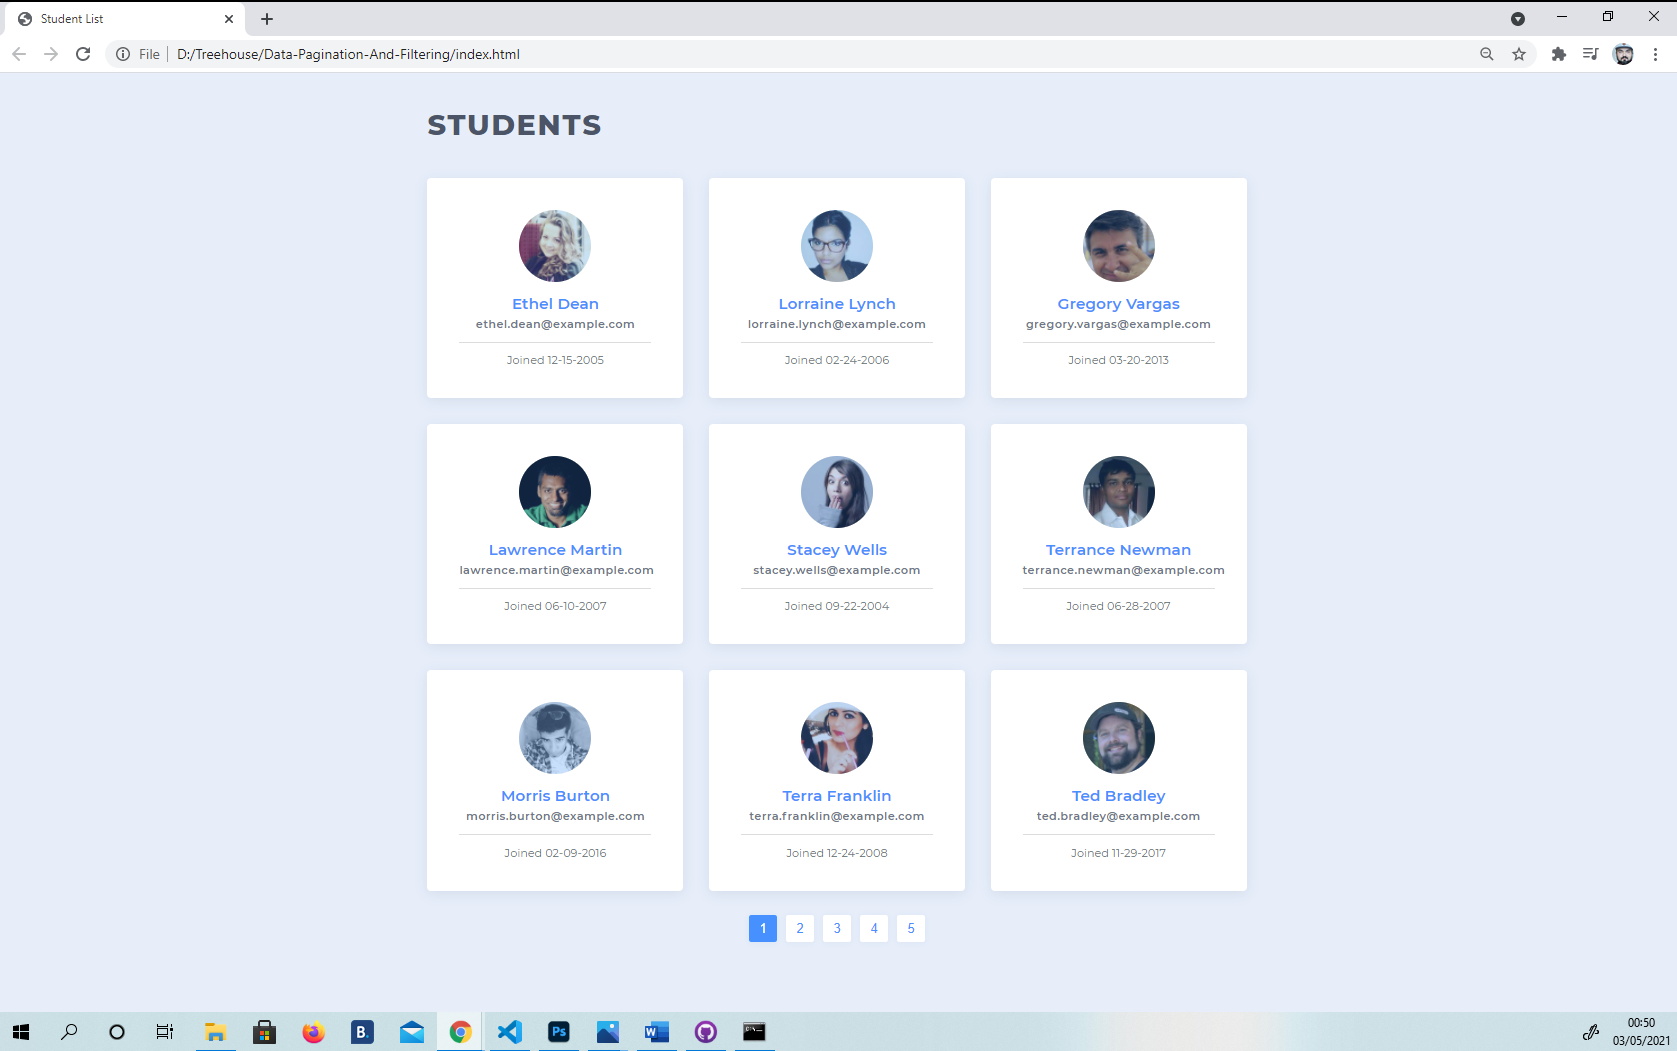 Student List
File D:/Treehouse/Data-Pagination-And-Filtering/index.html
STUDENTS
Ethel Dean
ethel.dean@example.com
Joined 12-15-2005
Lorraine Lynch
lorraine.lynch@example.com
Joined 02-24-2006
Gregory Vargas
gregory.vargas@example.com
Joined 03-20-2013
Lawrence Martin
lawrence.martin@example.com
Joined 06-10-2007
Stacey Wells
stacey.wells@example.com
Joined 09-22-2004
Terrance Newman
terrance.newman@example.com
Joined 06-28-2007
Morris Burton
morris.burton@example.com
Joined 02-09-2016
Terra Franklin
terra.franklin@example.com
Joined 12-24-2008
Ted Bradley
ted.bradley@example.com
Joined 11-29-2017
1 2 3 4 5
B. Ps W
00:50
03/05/2021